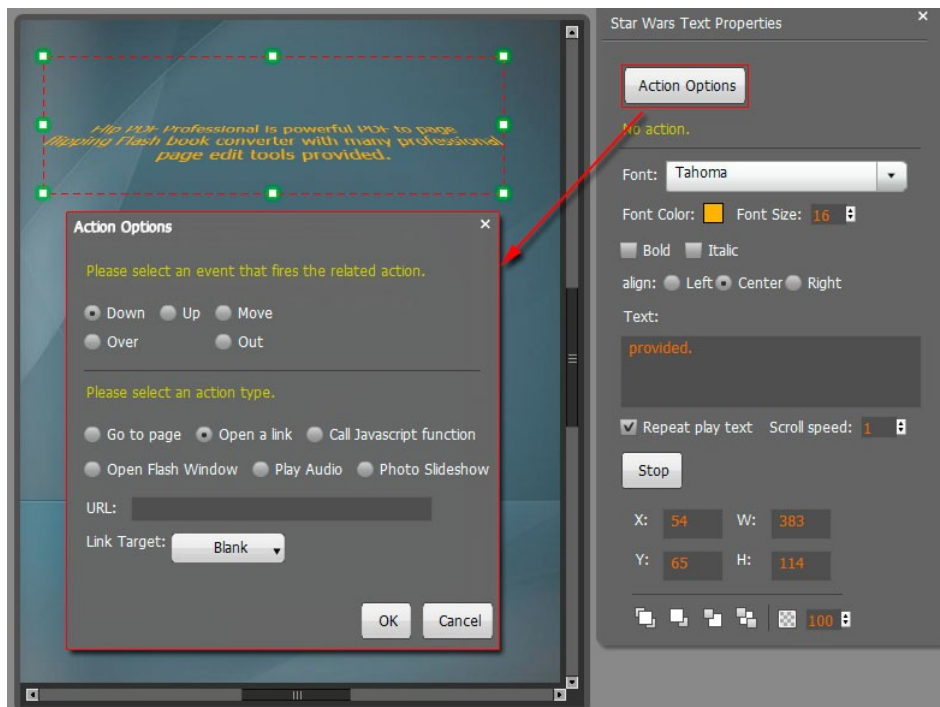 Star Wars Text Properties
Action Options
No action.
Font: Tahoma
Font Color: Font Size: 16
Bold Italic
align: Left Center Right
Text:
provided.
Repeat play text Scroll speed: 1
Stop
X: 54 W: 383
Y: 65 H: 114
100
Flip PDF Professional is powerful PDF to page
flipping Flash book converter with many professional
page edit tools provided.
Action Options
Please select an event that fires the related action.
Down Up Move
Over Out
Please select an action type.
Go to page Open a link Call Javascript function
Open Flash Window Play Audio Photo Slideshow
URL:
Link Target: Blank
OK Cancel